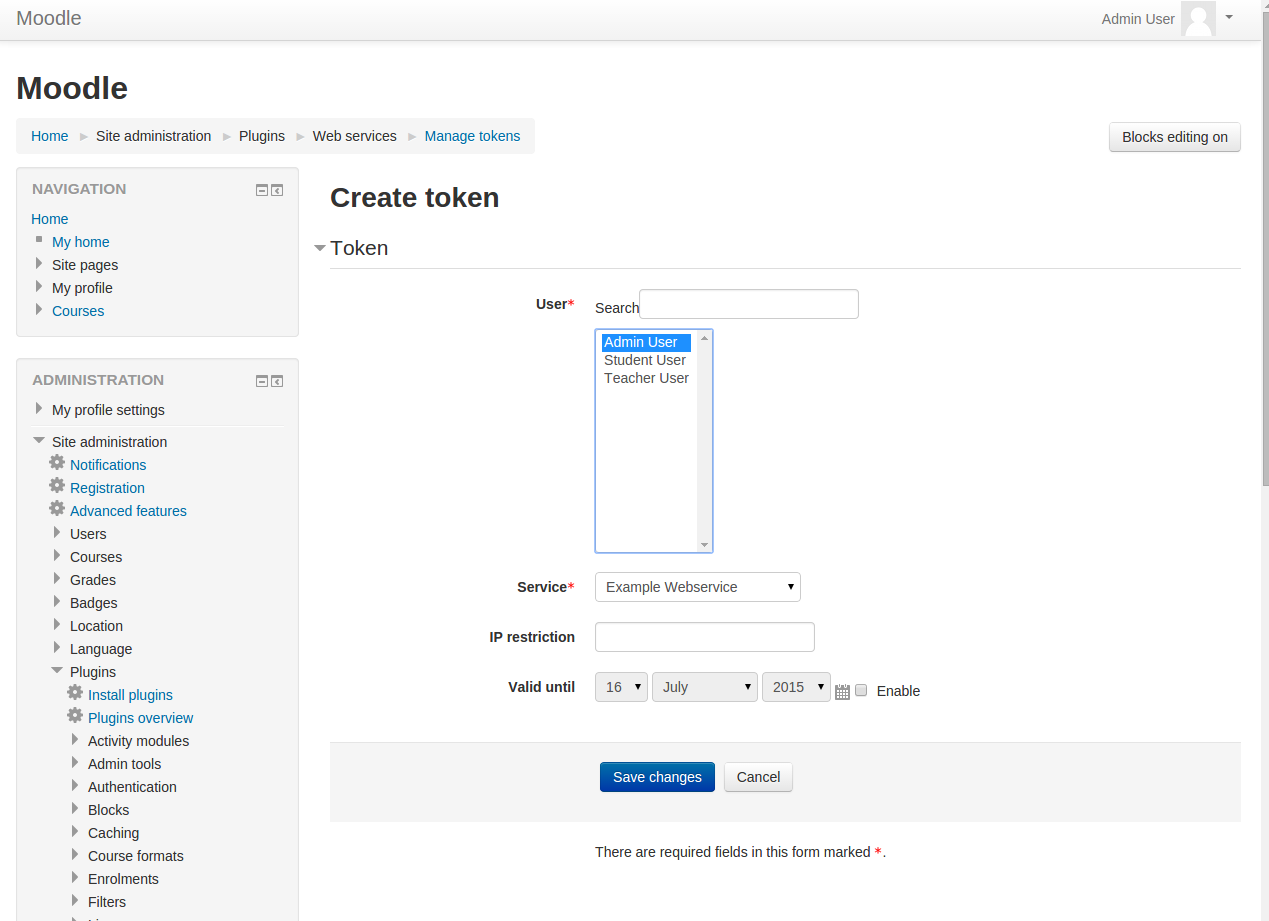 Moodle
Admin User
Moodle
Home Site administration Plugins Web services Manage tokens
Blocks editing on
NAVIGATION
Home
My home
Site pages
My profile
Courses
ADMINISTRATION
My profile settings
Site administration
Notifications
Registration
Advanced features
Users
Courses
Grades
Badges
Location
Language
Plugins
Install plugins
Plugins overview
Activity modules
Admin tools
Authentication
Blocks
Caching
Course formats
Enrolments
Filters
Create token
Token
User* Search
Admin User
Student User
Teacher User
Service* Example Webservice
IP restriction
Valid until 16 July 2015 Enable
Save changes Cancel
There are required fields in this form marked *.